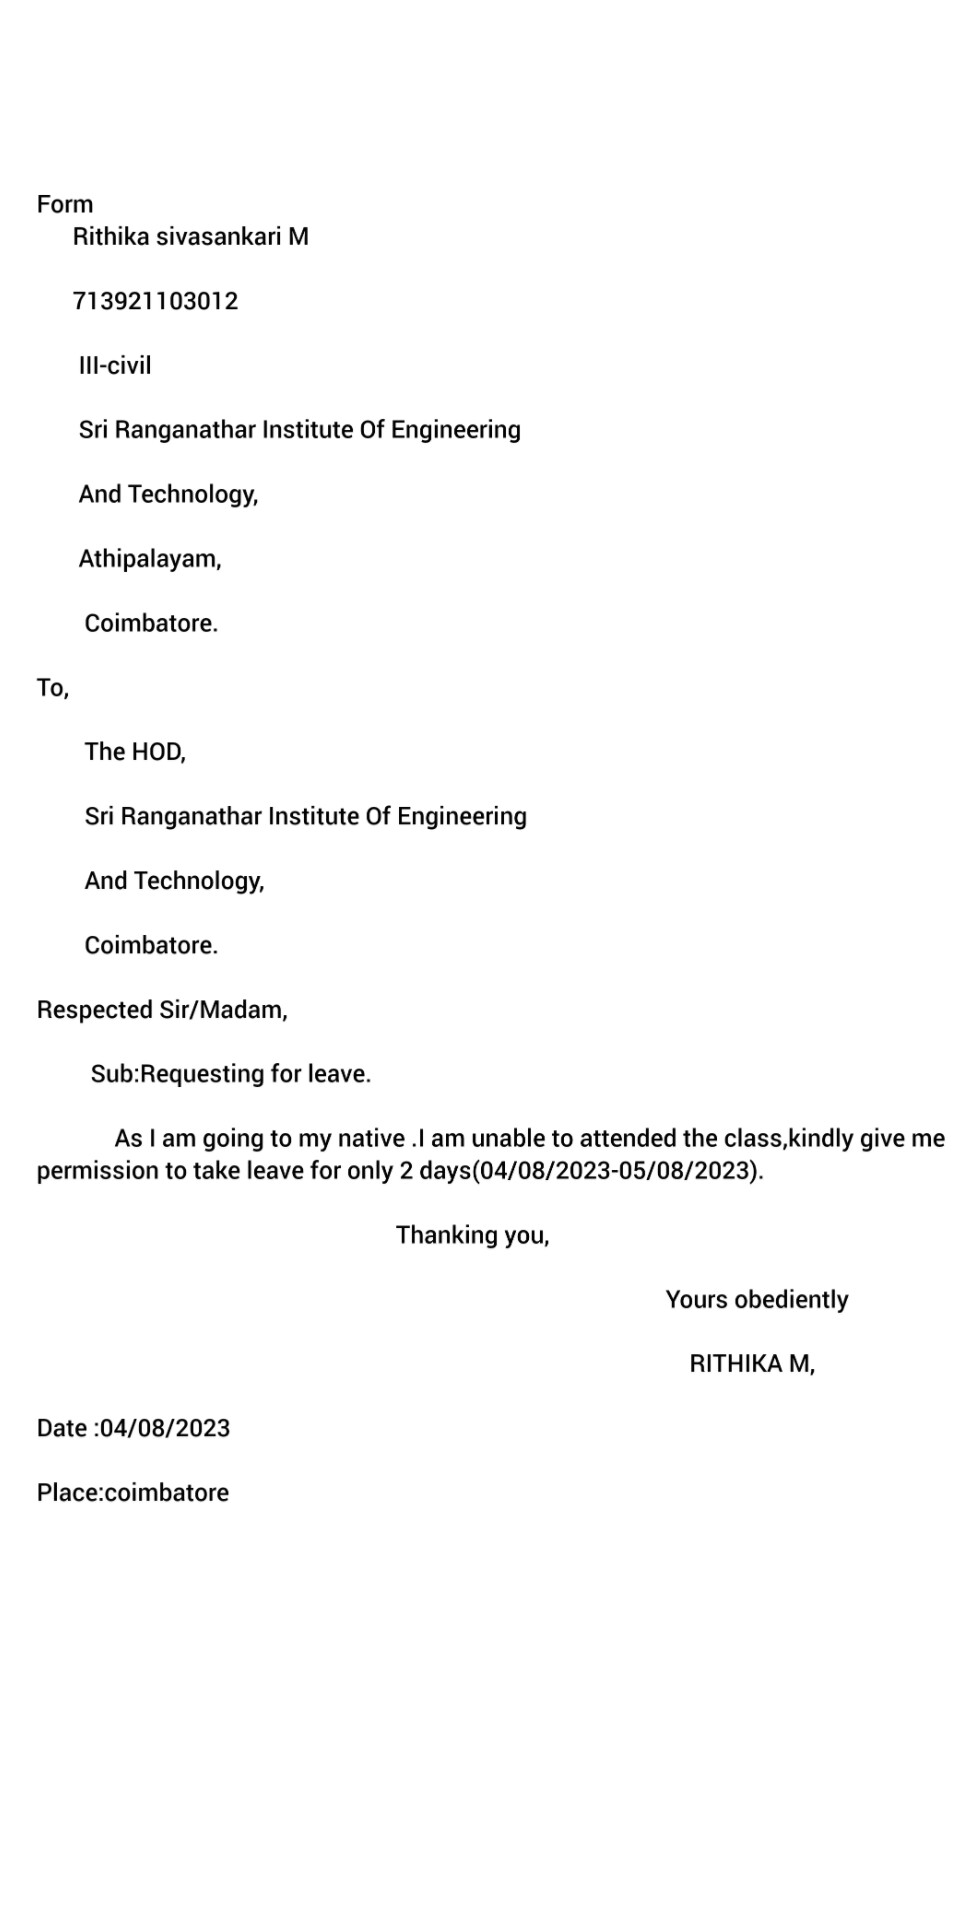 Form
Rithika sivasankari M
713921103012
III-civil
Sri Ranganathar Institute Of Engineering
And Technology,
Athipalayam,
Coimbatore.
To,
The HOD,
Sri Ranganathar Institute Of Engineering
And Technology,
Coimbatore.
Respected Sir/Madam,
Sub:Requesting for leave.
As I am going to my native .I am unable to attended the class,kindly give me
permission to take leave for only 2 days(04/08/2023-05/08/2023).
Thanking you,
Yours obediently
RITHIKA M,
Date :04/08/2023
Place:coimbatore